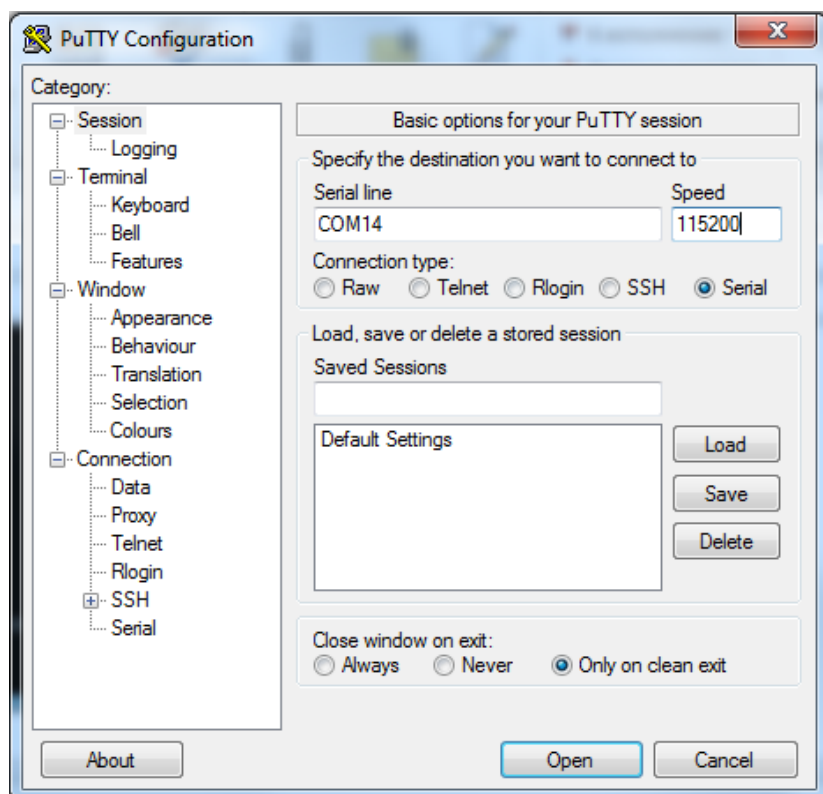 PuTTY Configuration
Category:
Session
Logging
Terminal
Keyboard
Bell
Features
Window
Appearance
Behaviour
Translation
Selection
Colours
Connection
Data
Proxy
Telnet
Rlogin
SSH
Serial
Basic options for your PuTTY session
Specify the destination you want to connect to
Serial line Speed
COM14 115200
Connection type:
Raw Telnet Rlogin SSH Serial
Load, save or delete a stored session
Saved Sessions
Default Settings
Load
Save
Delete
Close window on exit:
Always Never Only on clean exit
About Open Cancel